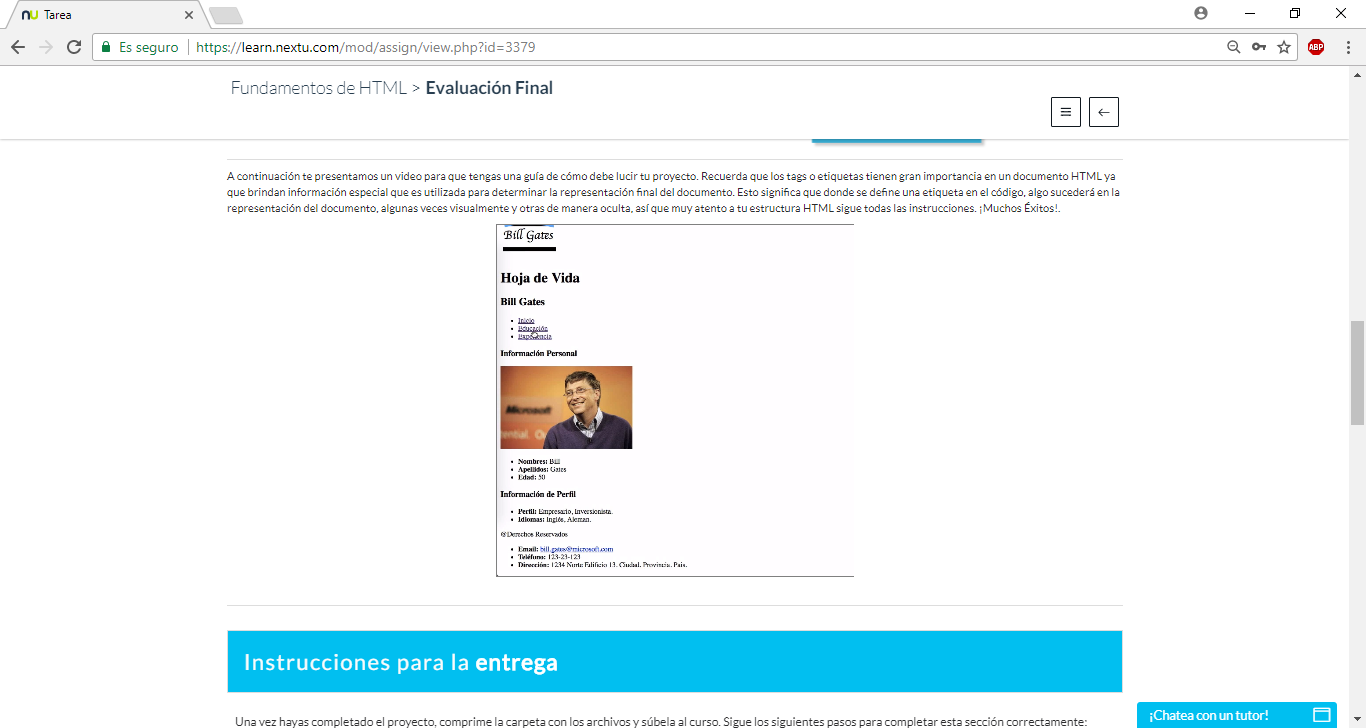 nu Tarea
Es seguro https://learn.nextu.com/mod/assign/view.php?id=3379
ABP
Fundamentos de HTML > Evaluación Final
A continuación te presentamos un video para que tengas una guía de cómo debe lucir tu proyecto. Recuerda que los tags o etiquetas tienen gran importancia en un documento HTML ya
que brindan información especial que es utilizada para determinar la representación final del documento. Esto significa que donde se define una etiqueta en el código, algo sucederá en la
representación del documento, algunas veces visualmente y otras de manera oculta, así que muy atento a tu estructura HTML sigue todas las instrucciones. ¡Muchos Éxitos!.
Bill Gates
Hoja de Vida
Bill Gates
Inicio
Educación
Experiencia
Información Personal
Microsoft
Nombres: Bill
Apellidos: Gates
Edad: 50
Información de Perfil
Perfil: Empresario, Inversionista.
Idiomas: Inglés, Aleman.
@Derechos Reservados
Email: bill.gates@microsoft.com
Teléfono: 123-23-123
Dirección: 1234 Norte Edificio 13, Ciudad, Provincia, Pais.
Instrucciones para la entrega
Una vez hayas completado el proyecto, comprime la carpeta con los archivos y súbela al curso. Sigue los siguientes pasos para completar esta sección correctamente:
¡Chatea con un tutor!